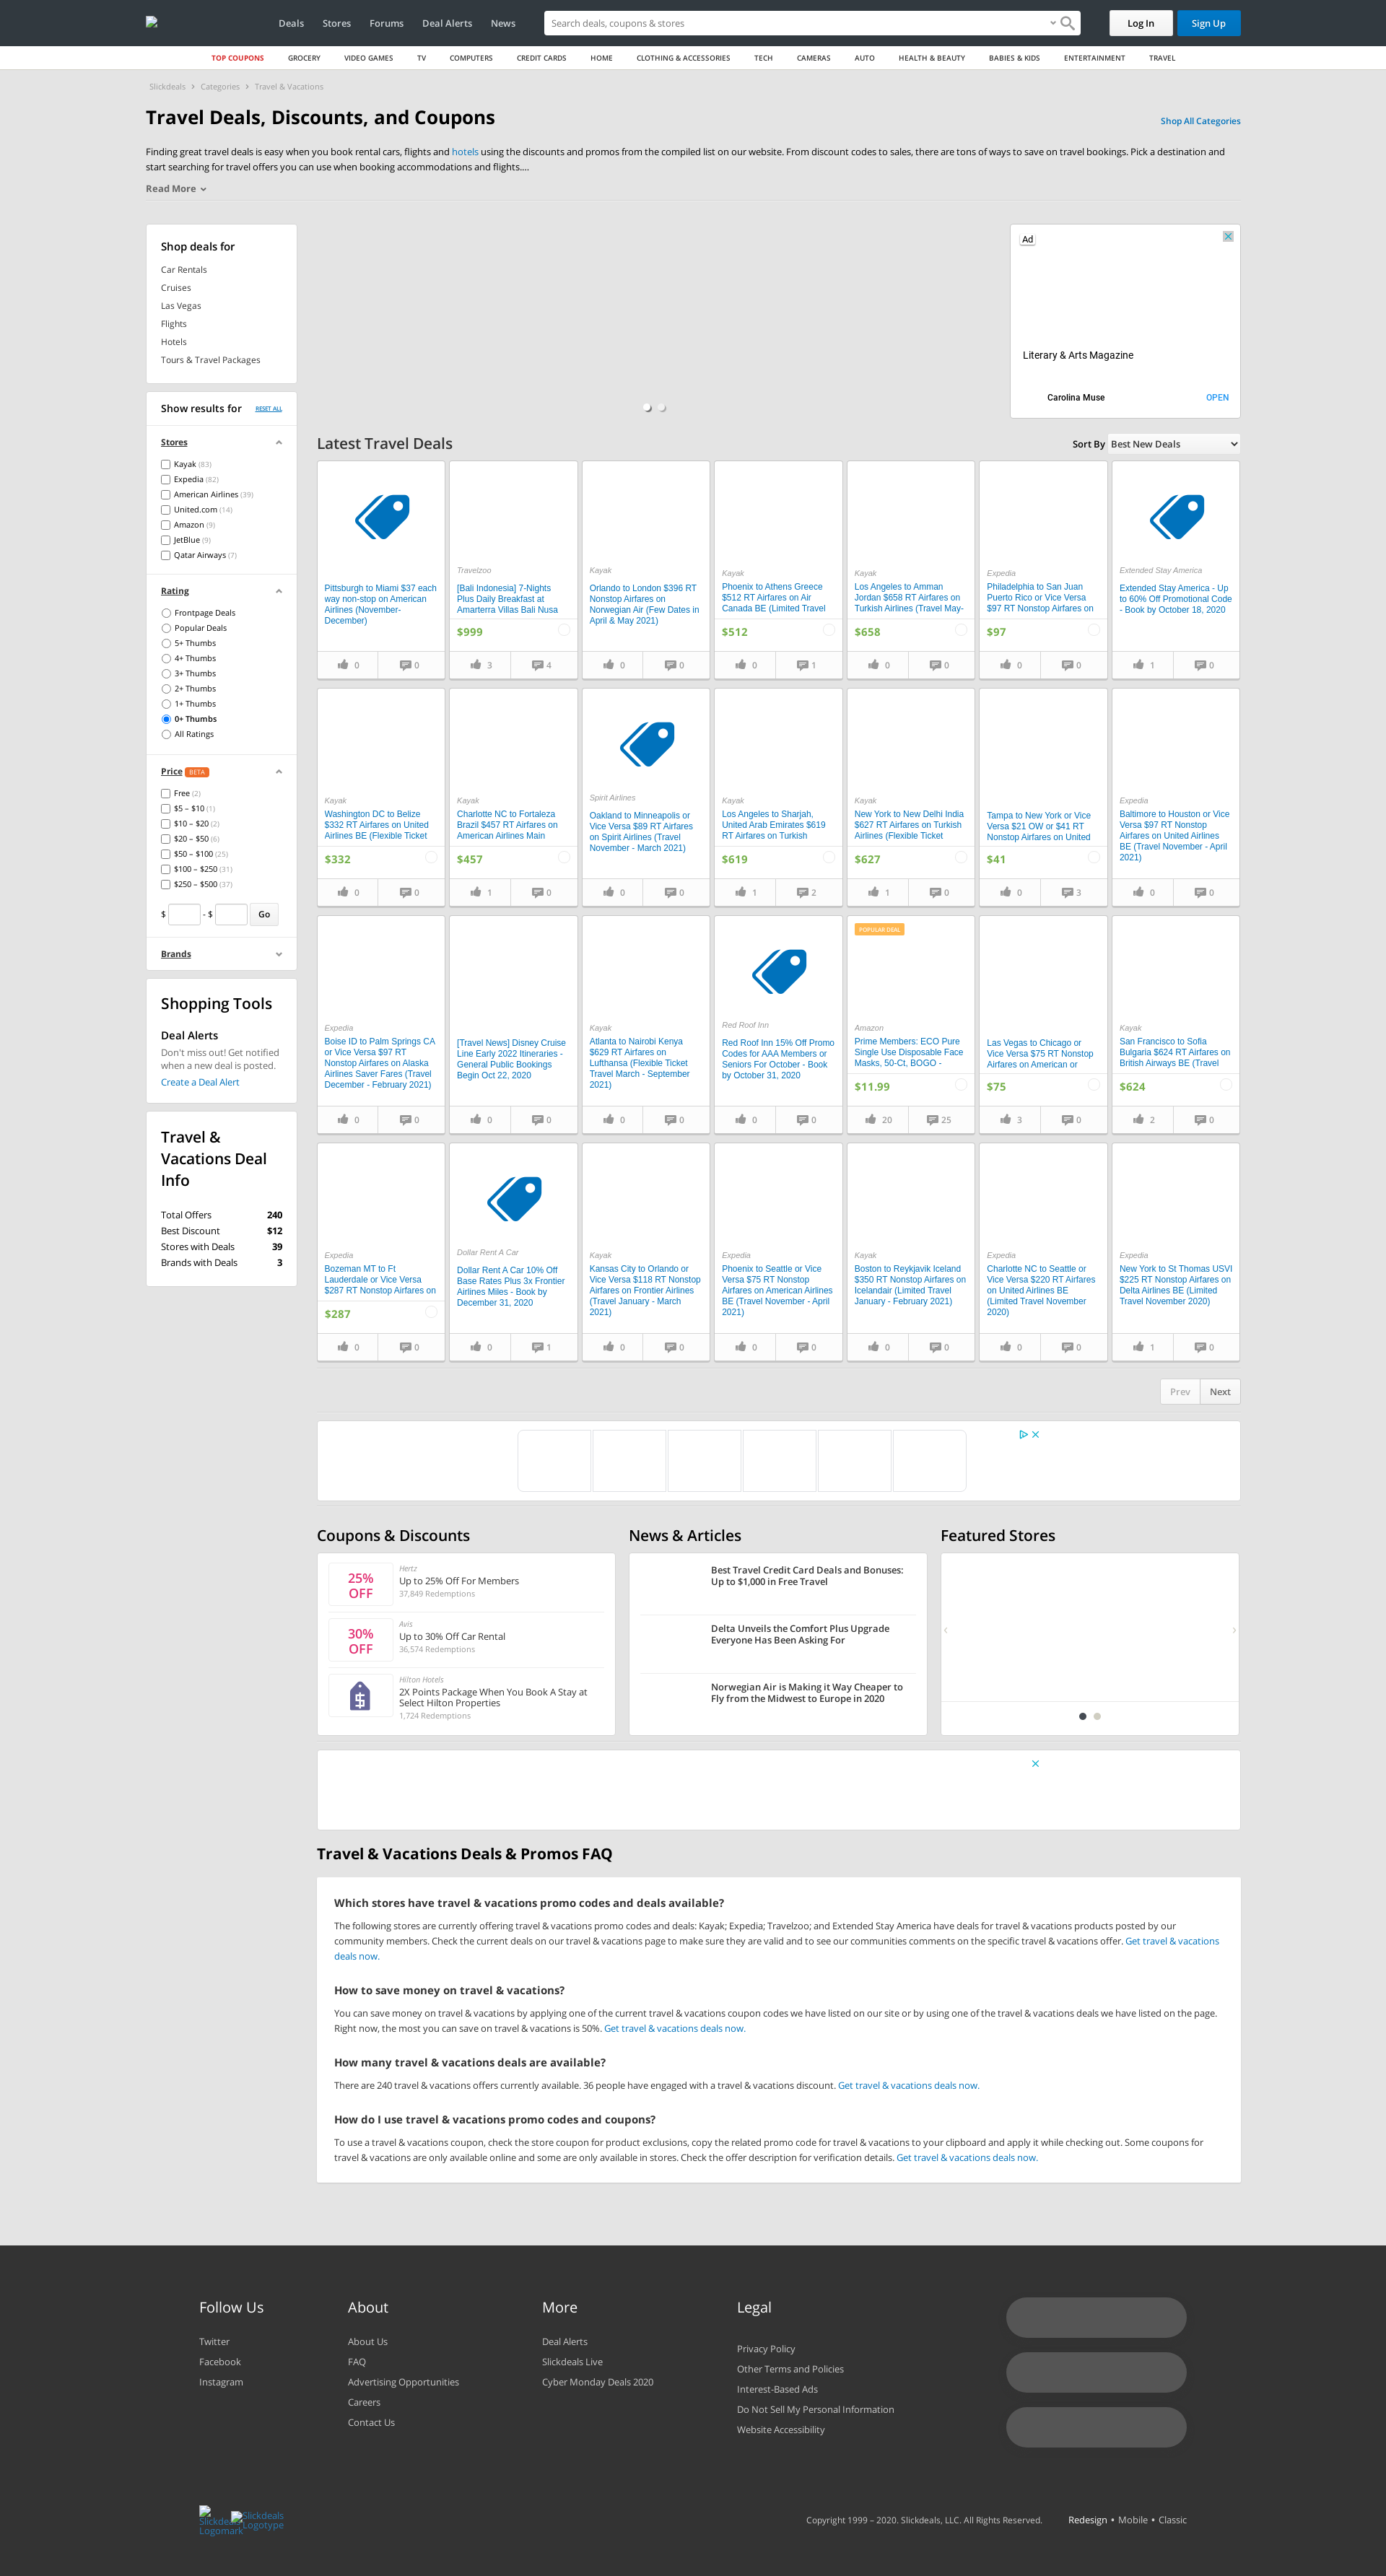 Deals Stores Forums Deal Alerts News Search deals, coupons & stores Log In Sign Up
TOP COUPONS GROCERY VIDEO GAMES TV COMPUTERS CREDIT CARDS HOME CLOTHING & ACCESSORIES TECH CAMERAS AUTO HEALTH & BEAUTY BABIES & KIDS ENTERTAINMENT TRAVEL
Slickdeals › Categories › Travel & Vacations
Travel Deals, Discounts, and Coupons
Shop All Categories
Finding great travel deals is easy when you book rental cars, flights and hotels using the discounts and promos from the compiled list on our website. From discount codes to sales, there are tons of ways to save on travel bookings. Pick a destination and
start searching for travel offers you can use when booking accommodations and flights....
Read More
Shop deals for
Car Rentals
Cruises
Las Vegas
Flights
Hotels
Tours & Travel Packages
Ad
Literary & Arts Magazine
Carolina Muse OPEN
Show results for RESET ALL
Stores
Kayak (83)
Expedia (82)
American Airlines (39)
United.com (14)
Amazon (9)
JetBlue (9)
Qatar Airways (7)
Rating
Frontpage Deals
Popular Deals
5+ Thumbs
4+ Thumbs
3+ Thumbs
2+ Thumbs
1+ Thumbs
0+ Thumbs
All Ratings
Price BETA
Free (2)
$5 – $10 (1)
$10 – $20 (2)
$20 – $50 (6)
$50 – $100 (25)
$100 – $250 (31)
$250 – $500 (37)
$ - $ Go
Brands
Shopping Tools
Deal Alerts
Don't miss out! Get notified
when a new deal is posted.
Create a Deal Alert
Travel &
Vacations Deal
Info
Total Offers 240
Best Discount $12
Stores with Deals 39
Brands with Deals 3
Latest Travel Deals
Sort By Best New Deals
Pittsburgh to Miami $37 each
way non-stop on American
Airlines (November-
December)
0 0
Travelzoo
[Bali Indonesia] 7-Nights
Plus Daily Breakfast at
Amarterra Villas Bali Nusa
$999
3 4
Kayak
Orlando to London $396 RT
Nonstop Airfares on
Norwegian Air (Few Dates in
April & May 2021)
0 0
Kayak
Phoenix to Athens Greece
$512 RT Airfares on Air
Canada BE (Limited Travel
$512
0 1
Kayak
Los Angeles to Amman
Jordan $658 RT Airfares on
Turkish Airlines (Travel May-
$658
0 0
Expedia
Philadelphia to San Juan
Puerto Rico or Vice Versa
$97 RT Nonstop Airfares on
$97
0 0
Extended Stay America
Extended Stay America - Up
to 60% Off Promotional Code
- Book by October 18, 2020
1 0
Kayak
Washington DC to Belize
$332 RT Airfares on United
Airlines BE (Flexible Ticket
$332
0 0
Kayak
Charlotte NC to Fortaleza
Brazil $457 RT Airfares on
American Airlines Main
$457
1 0
Spirit Airlines
Oakland to Minneapolis or
Vice Versa $89 RT Airfares
on Spirit Airlines (Travel
November - March 2021)
0 0
Kayak
Los Angeles to Sharjah,
United Arab Emirates $619
RT Airfares on Turkish
$619
1 2
Kayak
New York to New Delhi India
$627 RT Airfares on Turkish
Airlines (Flexible Ticket
$627
1 0
Tampa to New York or Vice
Versa $21 OW or $41 RT
Nonstop Airfares on United
$41
0 3
Expedia
Baltimore to Houston or Vice
Versa $97 RT Nonstop
Airfares on United Airlines
BE (Travel November - April
2021)
0 0
Expedia
Boise ID to Palm Springs CA
or Vice Versa $97 RT
Nonstop Airfares on Alaska
Airlines Saver Fares (Travel
December - February 2021)
0 0
[Travel News] Disney Cruise
Line Early 2022 Itineraries -
General Public Bookings
Begin Oct 22, 2020
0 0
Kayak
Atlanta to Nairobi Kenya
$629 RT Airfares on
Lufthansa (Flexible Ticket
Travel March - September
2021)
0 0
Red Roof Inn
Red Roof Inn 15% Off Promo
Codes for AAA Members or
Seniors For October - Book
by October 31, 2020
0 0
POPULAR DEAL
Amazon
Prime Members: ECO Pure
Single Use Disposable Face
Masks, 50-Ct, BOGO -
$11.99
20 25
Las Vegas to Chicago or
Vice Versa $75 RT Nonstop
Airfares on American or
$75
3 0
Kayak
San Francisco to Sofia
Bulgaria $624 RT Airfares on
British Airways BE (Travel
$624
2 0
Expedia
Bozeman MT to Ft
Lauderdale or Vice Versa
$287 RT Nonstop Airfares on
$287
0 0
Dollar Rent A Car
Dollar Rent A Car 10% Off
Base Rates Plus 3x Frontier
Airlines Miles - Book by
December 31, 2020
0 1
Kayak
Kansas City to Orlando or
Vice Versa $118 RT Nonstop
Airfares on Frontier Airlines
(Travel January - March
2021)
0 0
Expedia
Phoenix to Seattle or Vice
Versa $75 RT Nonstop
Airfares on American Airlines
BE (Travel November - April
2021)
0 0
Kayak
Boston to Reykjavik Iceland
$350 RT Nonstop Airfares on
Icelandair (Limited Travel
January - February 2021)
0 0
Expedia
Charlotte NC to Seattle or
Vice Versa $220 RT Airfares
on United Airlines BE
(Limited Travel November
2020)
0 0
Expedia
New York to St Thomas USVI
$225 RT Nonstop Airfares on
Delta Airlines BE (Limited
Travel November 2020)
1 0
Prev Next
Coupons & Discounts
25%
OFF
Hertz
Up to 25% Off For Members
37,849 Redemptions
30%
OFF
Avis
Up to 30% Off Car Rental
36,574 Redemptions
Hilton Hotels
2X Points Package When You Book A Stay at
Select Hilton Properties
1,724 Redemptions
News & Articles
Best Travel Credit Card Deals and Bonuses:
Up to $1,000 in Free Travel
Delta Unveils the Comfort Plus Upgrade
Everyone Has Been Asking For
Norwegian Air is Making it Way Cheaper to
Fly from the Midwest to Europe in 2020
Featured Stores
Travel & Vacations Deals & Promos FAQ
Which stores have travel & vacations promo codes and deals available?
The following stores are currently offering travel & vacations promo codes and deals: Kayak; Expedia; Travelzoo; and Extended Stay America have deals for travel & vacations products posted by our
community members. Check the current deals on our travel & vacations page to make sure they are valid and to see our communities comments on the specific travel & vacations offer. Get travel & vacations
deals now.
How to save money on travel & vacations?
You can save money on travel & vacations by applying one of the current travel & vacations coupon codes we have listed on our site or by using one of the travel & vacations deals we have listed on the page.
Right now, the most you can save on travel & vacations is 50%. Get travel & vacations deals now.
How many travel & vacations deals are available?
There are 240 travel & vacations offers currently available. 36 people have engaged with a travel & vacations discount. Get travel & vacations deals now.
How do I use travel & vacations promo codes and coupons?
To use a travel & vacations coupon, check the store coupon for product exclusions, copy the related promo code for travel & vacations to your clipboard and apply it while checking out. Some coupons for
travel & vacations are only available online and some are only available in stores. Check the offer description for verification details. Get travel & vacations deals now.
Follow Us
Twitter
Facebook
Instagram
About
About Us
FAQ
Advertising Opportunities
Careers
Contact Us
More
Deal Alerts
Slickdeals Live
Cyber Monday Deals 2020
Legal
Privacy Policy
Other Terms and Policies
Interest-Based Ads
Do Not Sell My Personal Information
Website Accessibility
Slickdeals
Logomark
Slickdeals
Logotype
Copyright 1999 – 2020. Slickdeals, LLC. All Rights Reserved. Redesign • Mobile • Classic